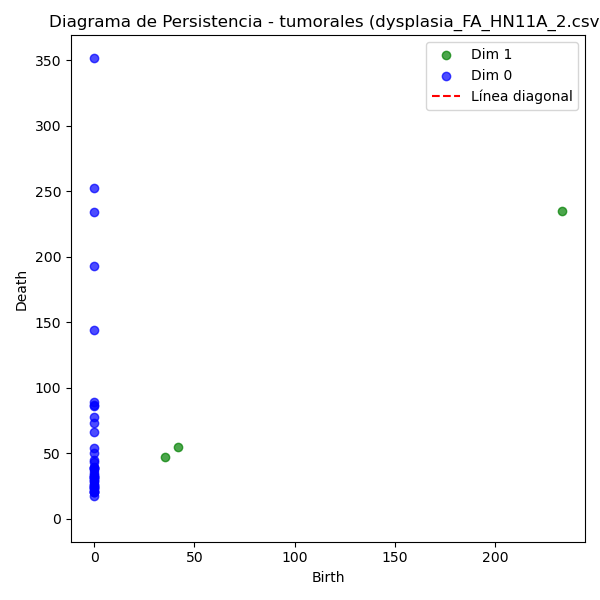 Diagrama de Persistencia - tumorales (dysplasia_FA_HN11A_2.csv
Dim 1
Dim 0
Línea diagonal
Death
350
300
250
200
150
100
50
0
0 50 100 150 200
Birth